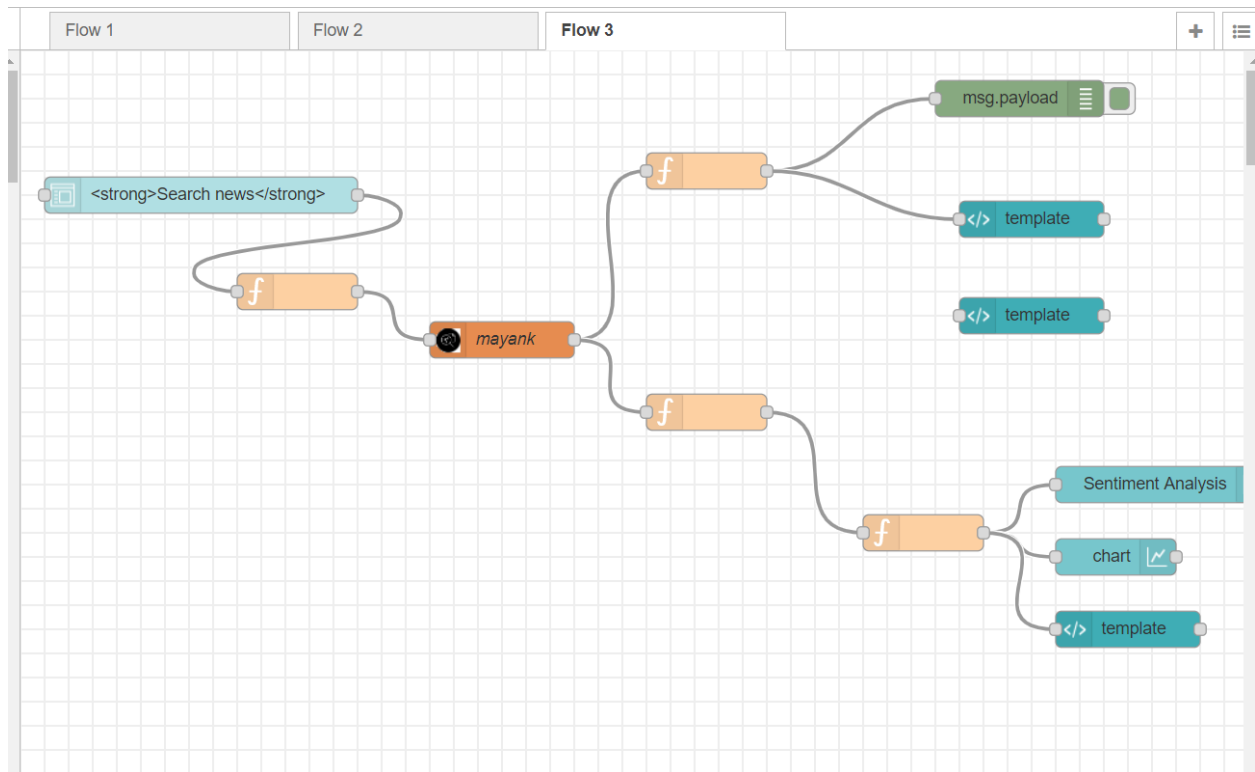 Flow 1
Flow 2
Flow 3
msg.payload
<strong>Search news</strong>
template
template
mayank
Sentiment Analysis
chart
template